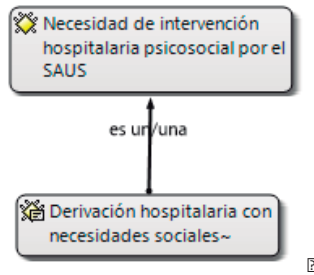 Necesidad de intervención
hospitalaria psicosocial por el
SAUS
es un/una
Derivación hospitalaria con
necesidades sociales~